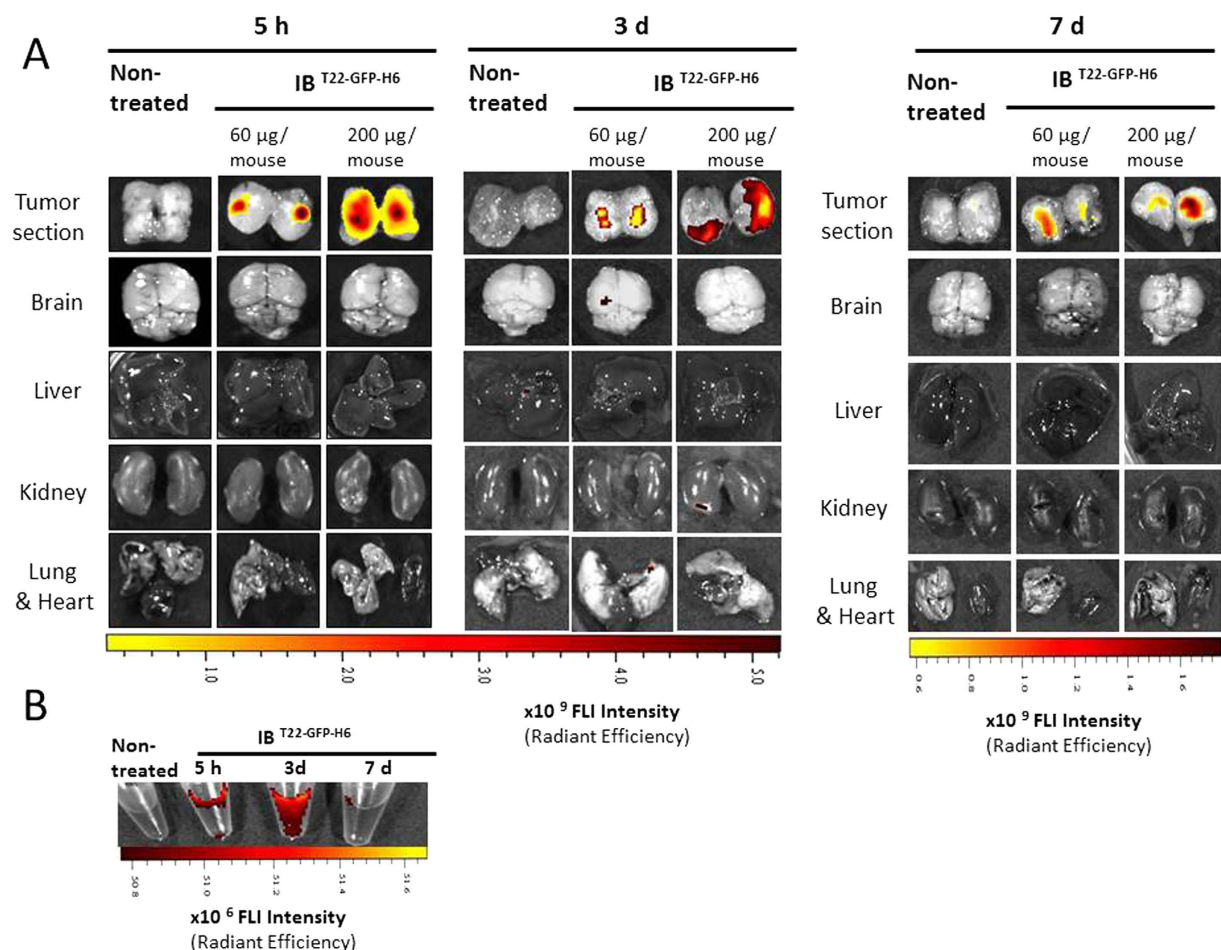 A
5 h
3 d
7 d
Non-
treated
IB T22-GFP-H6
60 µg/
mouse
200 µg/
mouse
Non-
treated
IB T22-GFP-H6
60 µg/
mouse
200 µg/
mouse
Non-
treated
IB T22-GFP-H6
60 µg/
mouse
200 µg/
mouse
Tumor
section
Brain
Liver
Kidney
Lung
& Heart
Tumor
section
Brain
Liver
Kidney
Lung
& Heart
1.0 2.0 3.0 4.0 5.0
x10 9 FLI Intensity
(Radiant Efficiency)
0.6 0.8 1.0 1.2 1.4 1.6
x10 9 FLI Intensity
(Radiant Efficiency)
B
Non-
treated
IB T22-GFP-H6
5 h 3d 7 d
50.8 51.0 51.2 51.4 51.6
x10 6 FLI Intensity
(Radiant Efficiency)